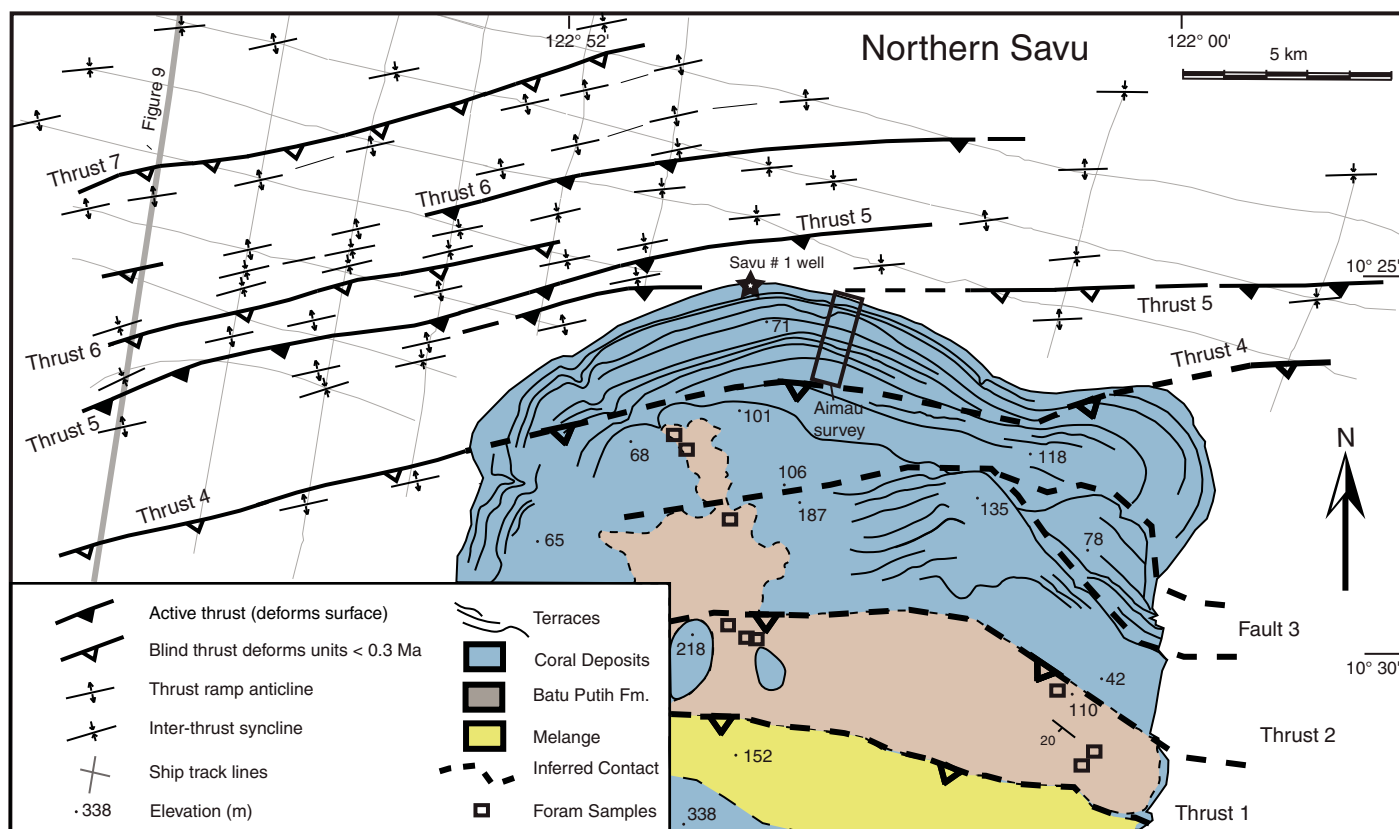 122° 52'
Northern Savu
122° 00'
5 km
Figure 9
Thrust 7
Thrust 6
Thrust 5
Savu # 1 well
10° 25'
Thrust 5
Thrust 6
71
Thrust 4
Thrust 5
Aimau
survey
101
68
118
106
187
135
N
Thrust 4
65
78
Active thrust (deforms surface)
Blind thrust deforms units < 0.3 Ma
Thrust ramp anticline
Inter-thrust syncline
Ship track lines
338 Elevation (m)
Terraces
Coral Deposits
Batu Putih Fm.
Melange
Inferred Contact
Foram Samples
Fault 3
218
10° 30'
42
110
20
Thrust 2
152
Thrust 1
338